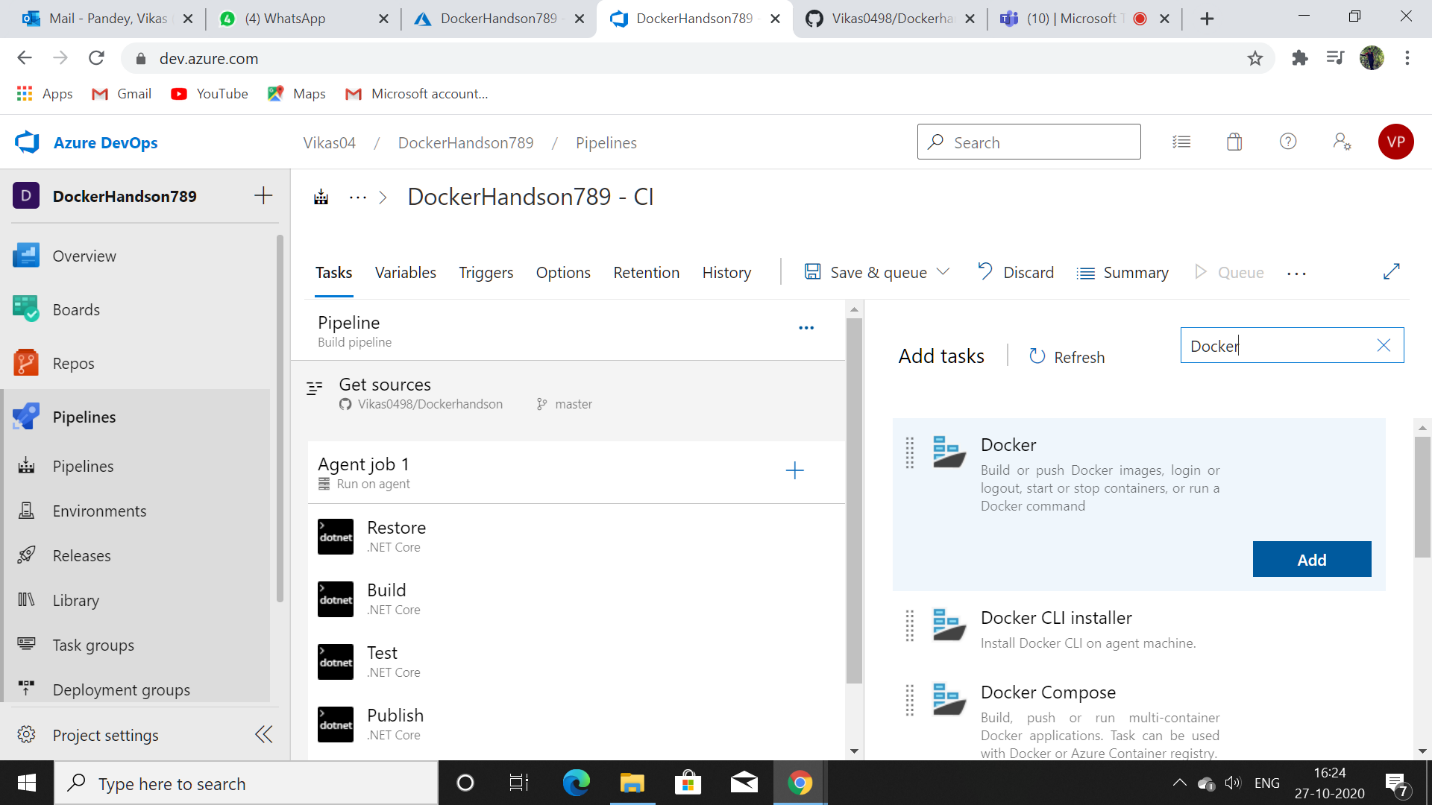 Mail - Pandey, Vikas
(4) WhatsApp
DockerHandson789 -
DockerHandson789
Vikas0498/Dockerha
(10) | Microsoft T
dev.azure.com
Apps
Gmail
YouTube
Maps
Microsoft account...
Azure DevOps
Vikas04 / DockerHandson789 / Pipelines
Search
VP
D
DockerHandson789
DockerHandson789 - CI
Overview
Boards
Repos
Pipelines
Pipelines
Environments
Releases
Library
Task groups
Deployment groups
Project settings
Tasks
Variables
Triggers
Options
Retention
History
Save & queue
Discard
Summary
Queue
Pipeline
Build pipeline
Get sources
Vikas0498/Dockerhandson
master
Agent job 1
Run on agent
dotnet
Restore
.NET Core
dotnet
Build
.NET Core
dotnet
Test
.NET Core
dotnet
Publish
.NET Core
Add tasks
Refresh
Docker
Docker
Build or push Docker images, login or
logout, start or stop containers, or run a
Docker command
Add
Docker CLI installer
Install Docker CLI on agent machine.
Docker Compose
Build, push or run multi-container
Docker applications. Task can be used
with Docker or Azure Container registry.
Type here to search
ENG
16:24
27-10-2020
7